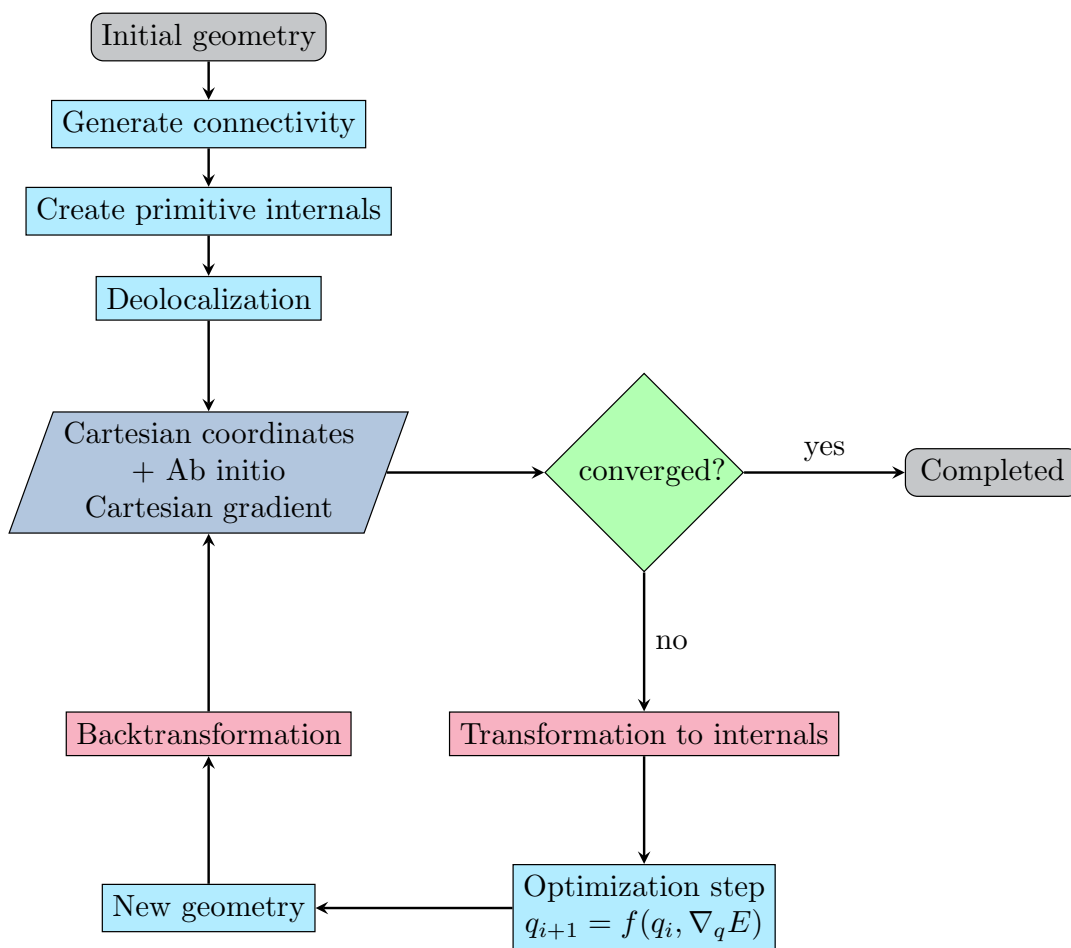 Initial geometry
Generate connectivity
Create primitive internals
Deolocalization
Cartesian coordinates
+ Ab initio
Cartesian gradient
converged?
yes
Completed
no
Backtransformation
Transformation to internals
New geometry
Optimization step
$q_{i+1} = f(q_i, \nabla_q E)$